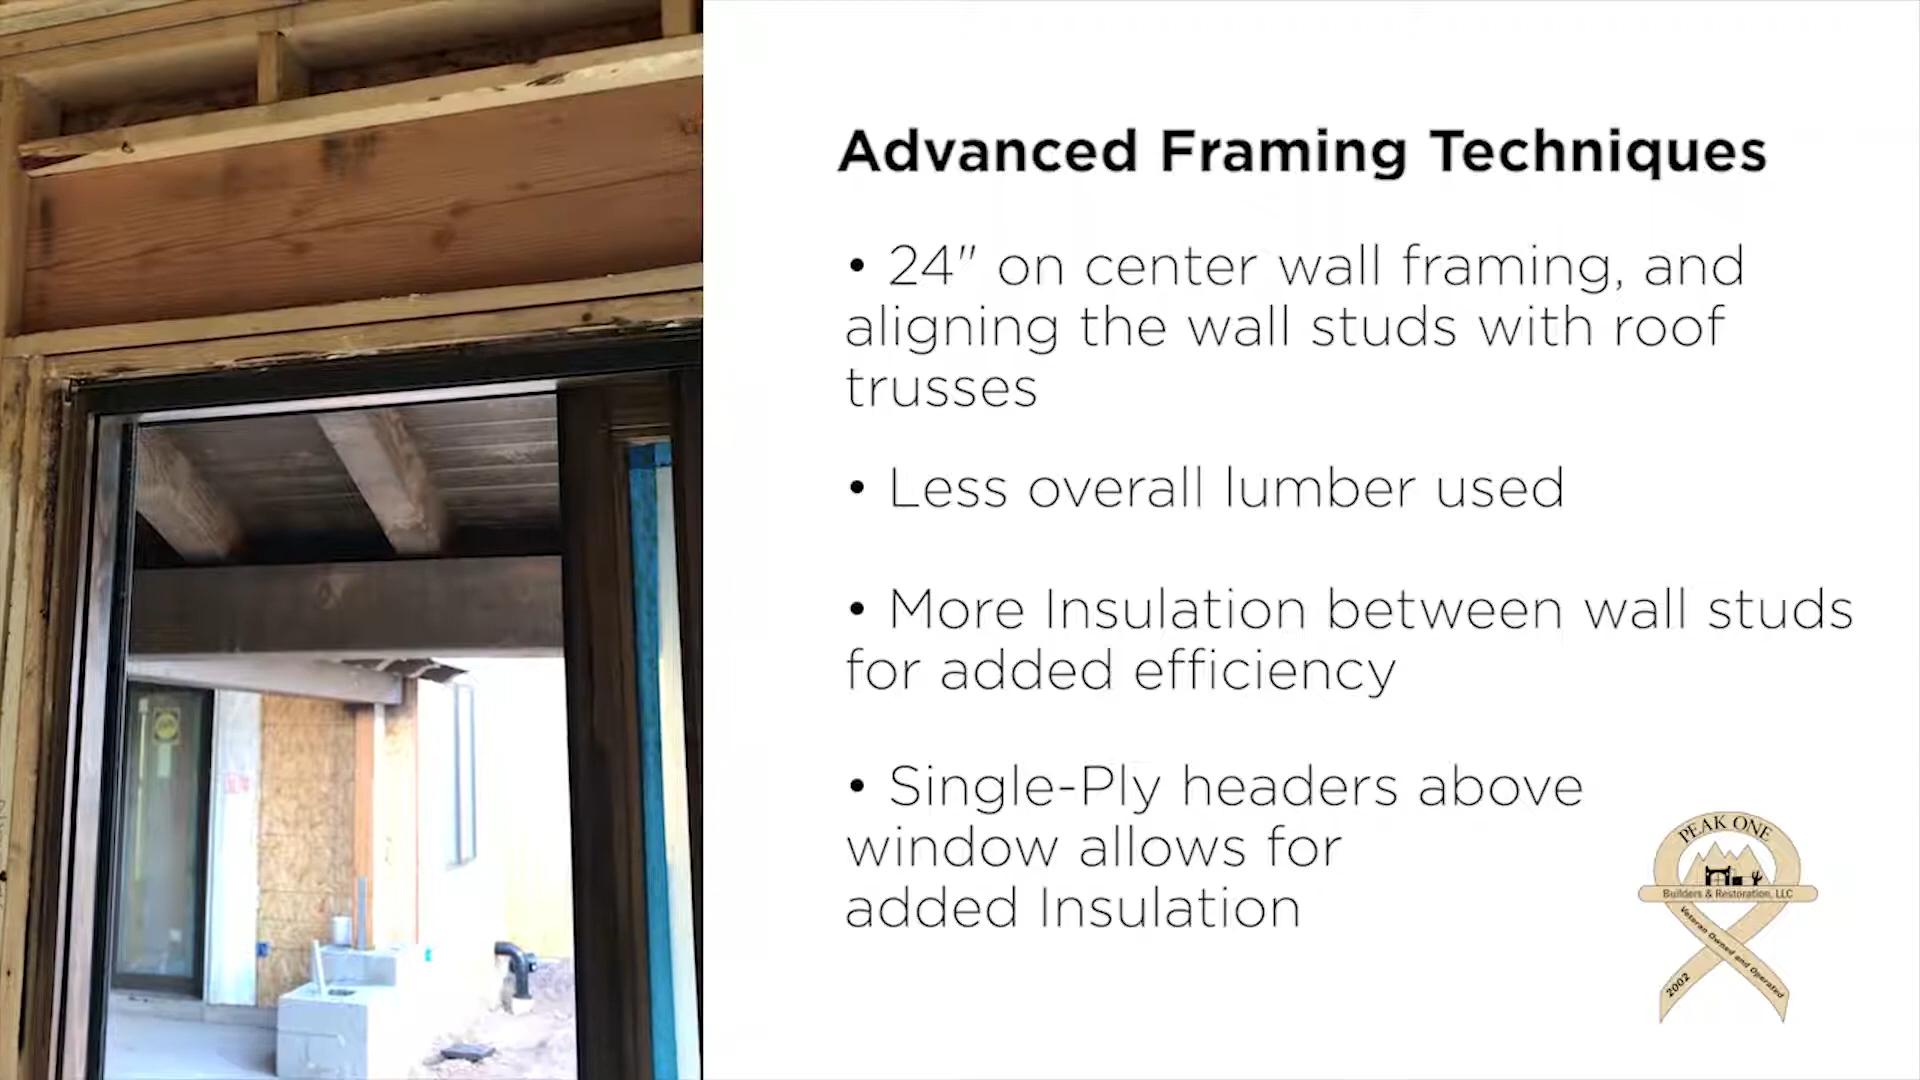 Advanced Framing Techniques
• 24" on center wall framing, and
aligning the wall studs with roof
trusses
• Less overall lumber used
• More Insulation between wall studs
for added efficiency
• Single-Ply headers above
window allows for
added Insulation
PEAK ONE
Builders & Restoration, LLC
Veteran Owned and Operated
2002